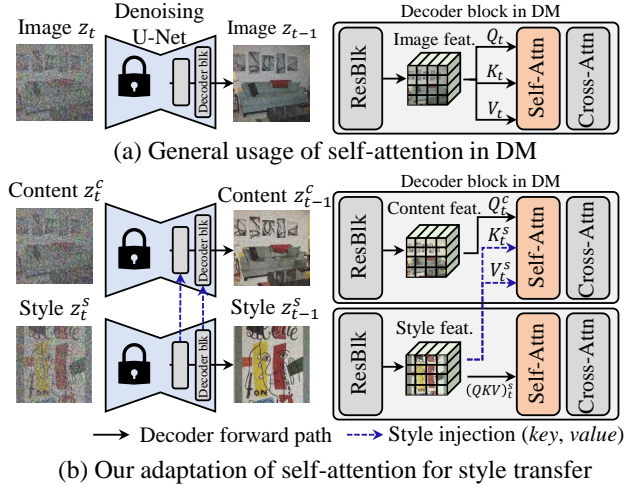 Denoising
U-Net
Image z_t
z_{t-1}
Decoder blk
Decoder block in DM
ResBlk
Image feat.
Q_t
K_t
V_t
Self-Attn
Cross-Attn
(a) General usage of self-attention in DM
Content z_t^c
Content z_{t-1}^c
Decoder blk
Style z_t^s
Style z_{t-1}^s
Decoder blk
Decoder block in DM
ResBlk
Content feat.
Q_t^c
K_t^s
V_t^s
Self-Attn
Cross-Attn
ResBlk
Style feat.
(QKV)_t^s
Self-Attn
Cross-Attn
Decoder forward path
Style injection (key, value)
(b) Our adaptation of self-attention for style transfer